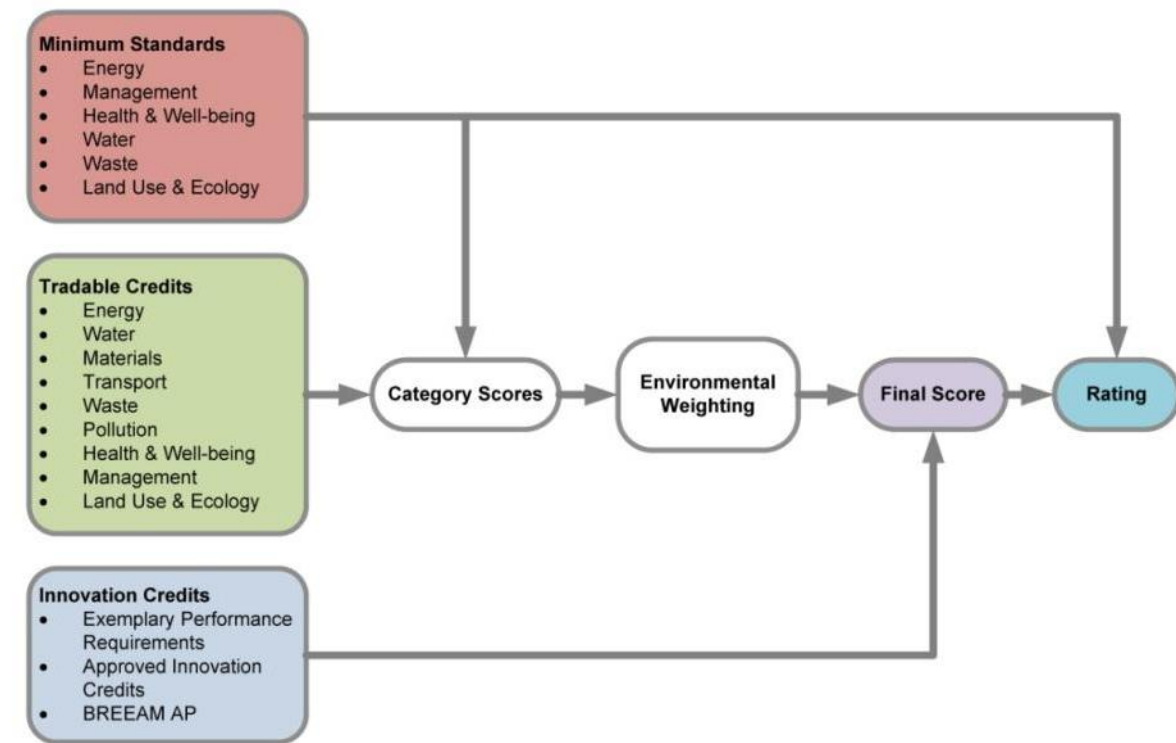 Minimum Standards
• Energy
• Management
• Health & Well-being
• Water
• Waste
• Land Use & Ecology
Tradable Credits
• Energy
• Water
• Materials
• Transport
• Waste
• Pollution
• Health & Well-being
• Management
• Land Use & Ecology
Category Scores
Environmental
Weighting
Final Score
Rating
Innovation Credits
• Exemplary Performance
Requirements
• Approved Innovation
Credits
• BREEAM AP